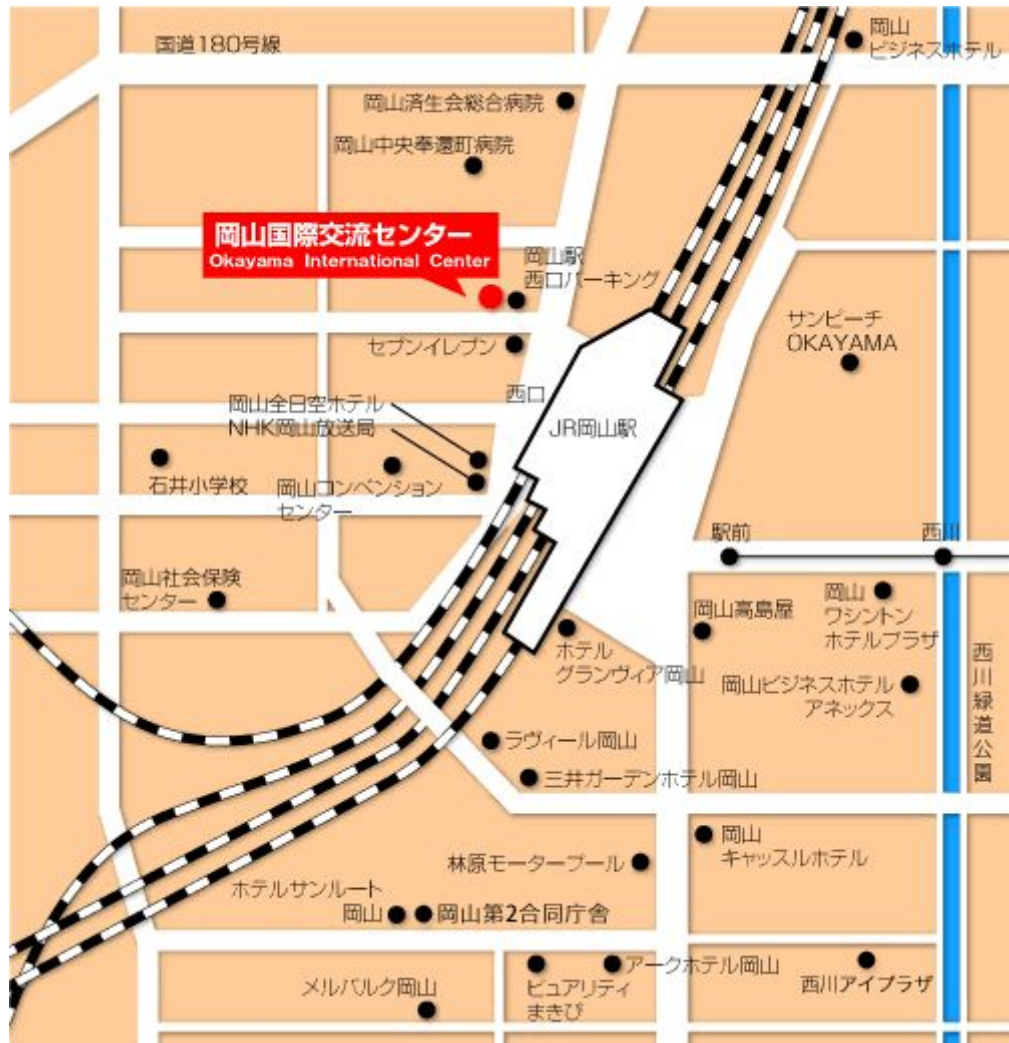 国道180号線
岡山
ビジネスホテル
岡山済生会総合病院
岡山中央奉還町病院
岡山国際交流センター
Okayama International Center
岡山駅
西口パーキング
サンピーチ
OKAYAMA
セブンイレブン
西口
岡山全日空ホテル
NHK岡山放送局
JR岡山駅
石井小学校
岡山コンベンション
センター
駅前
西川
岡山社会保険
センター
岡山
ワシントン
ホテルプラザ
岡山高島屋
ホテル
グランヴィア岡山
岡山ビジネスホテル
アネックス
西川緑道公園
ラヴィール岡山
三井ガーデンホテル岡山
岡山
キャッスルホテル
林原モータープール
ホテルサンルート
岡山
岡山第2合同庁舎
アークホテル岡山
メルパルク岡山
ピュアリティ
まきび
西川アイプラザ